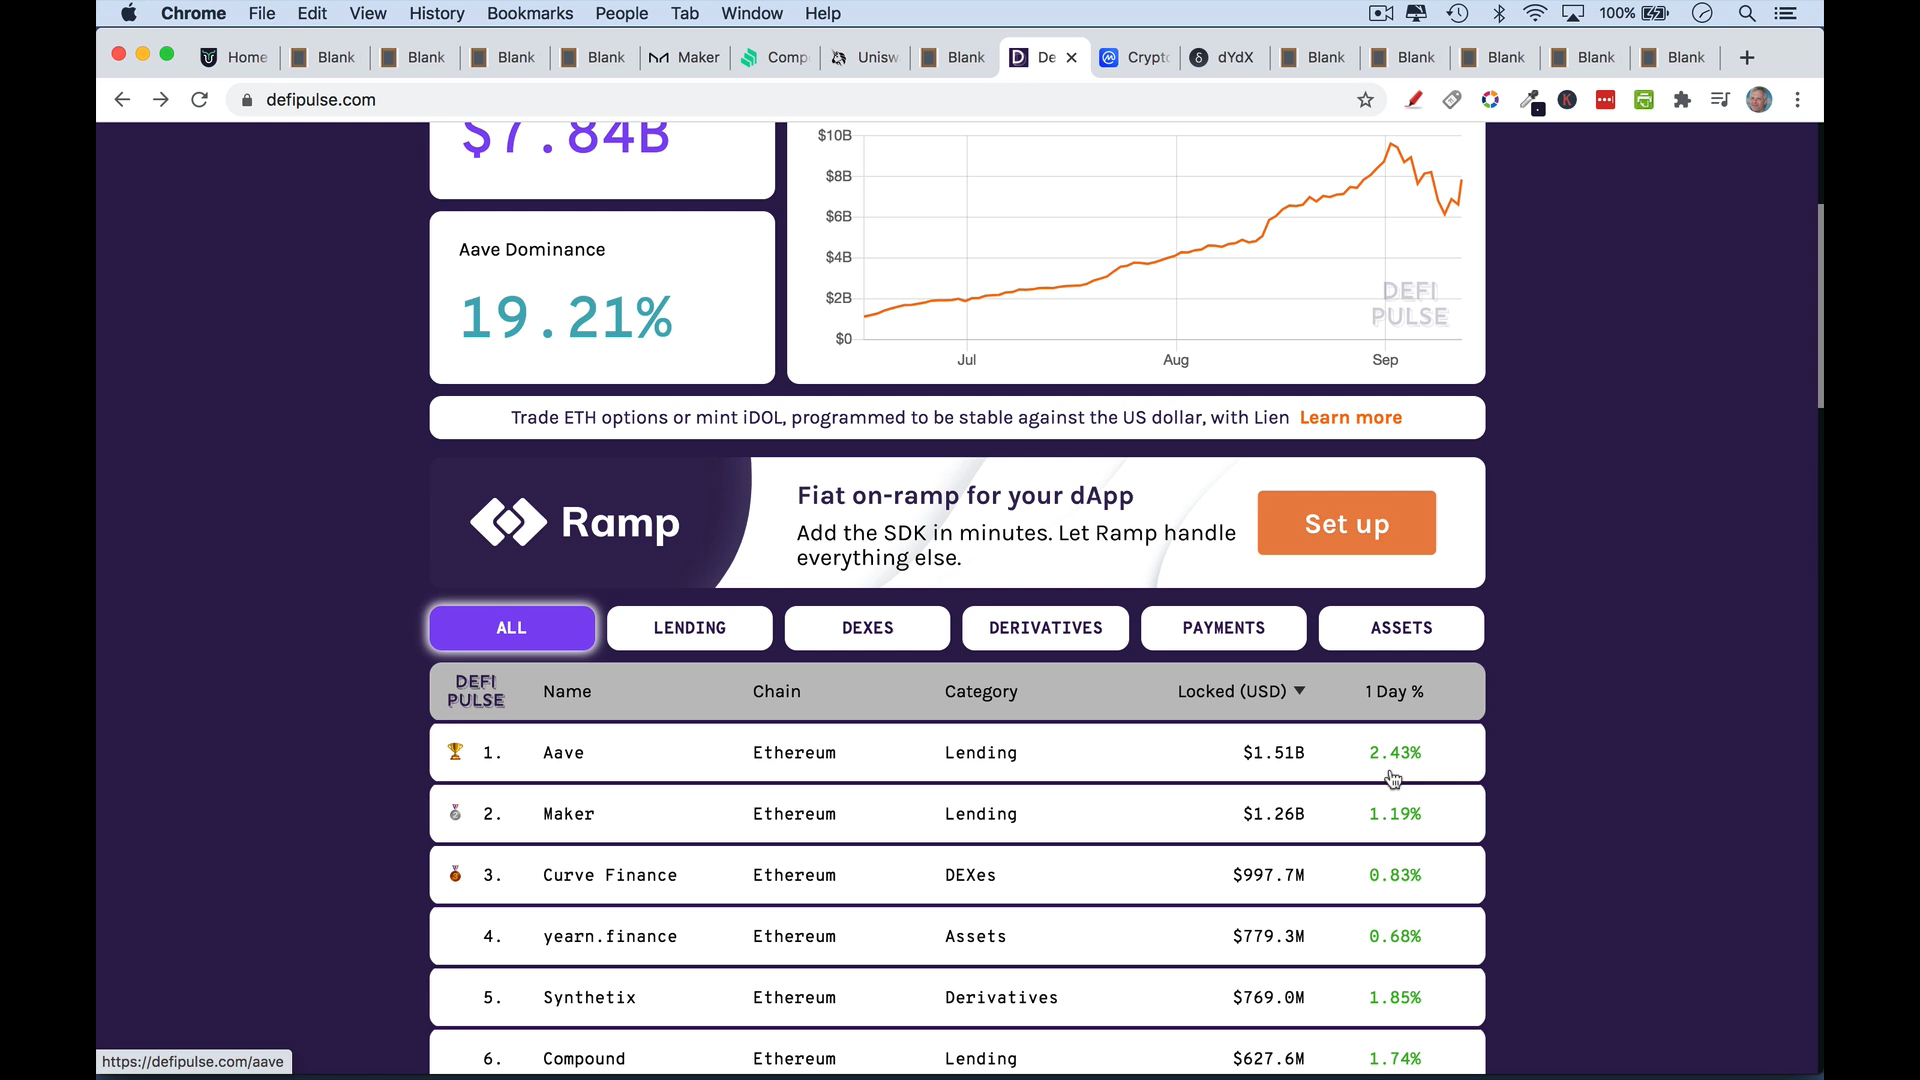 Chrome File Edit View History Bookmarks People Tab Window Help 100%
Home Blank Blank Blank Blank Maker Comp Unisw Blank De Crypto dYdX Blank Blank Blank Blank Blank
defipulse.com
$7.84B
$10B
$8B
$6B
$4B
$2B
$0
Jul Aug Sep
DEFI
PULSE
Aave Dominance
19.21%
Trade ETH options or mint iDOL, programmed to be stable against the US dollar, with Lien Learn more
Ramp
Fiat on-ramp for your dApp
Add the SDK in minutes. Let Ramp handle
everything else.
Set up
ALL LENDING DEXES DERIVATIVES PAYMENTS ASSETS
DEFI
PULSE
Name Chain Category Locked (USD) 1 Day %
1. Aave Ethereum Lending $1.51B 2.43%
2. Maker Ethereum Lending $1.26B 1.19%
3. Curve Finance Ethereum DEXes $997.7M 0.83%
4. yearn.finance Ethereum Assets $779.3M 0.68%
5. Synthetix Ethereum Derivatives $769.0M 1.85%
6. Compound Ethereum Lending $627.6M 1.74%
https://defipulse.com/aave